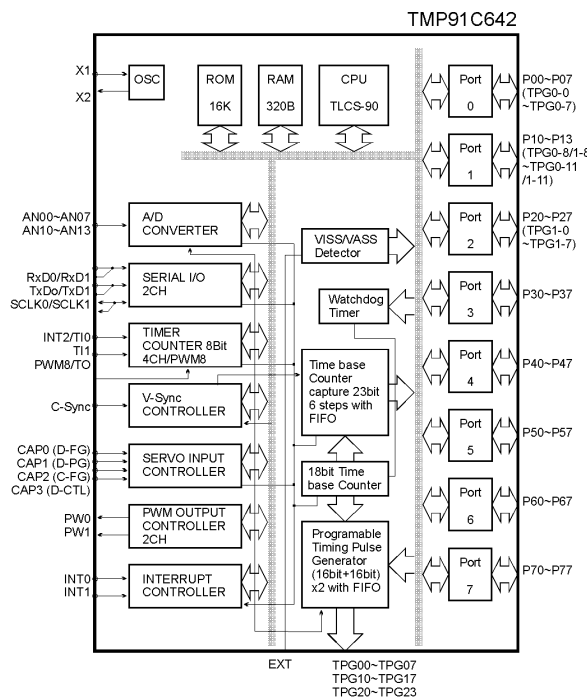 TMP91C642
X1
X2
OSC
ROM
16K
RAM
320B
CPU
TLCS-90
Port
0
P00~P07
(TPG0-0
~TPG0-7)
Port
1
P10~P13
(TPG0-8/1-8
~TPG0-11
/1-11)
AN00~AN07
AN10~AN13
A/D
CONVERTER
VISS/VASS
Detector
Port
2
P20~P27
(TPG1-0
~TPG1-7)
RxD0/RxD1
TxDo/TxD1
SCLK0/SCLK1
SERIAL I/O
2CH
Watchdog
Timer
Port
3
P30~P37
INT2/TI0
TI1
PWM8/TO
TIMER
COUNTER 8Bit
4CH/PWM8
Time base
Counter
capture 23bit
6 steps with
FIFO
Port
4
P40~P47
C-Sync
V-Sync
CONTROLLER
Port
5
P50~P57
CAP0 (D-FG)
CAP1 (D-PG)
CAP2 (C-FG)
CAP3 (D-CTL)
SERVO INPUT
CONTROLLER
18bit Time
base Counter
Port
6
P60~P67
PW0
PW1
PWM OUTPUT
CONTROLLER
2CH
Programable
Timing Pulse
Generator
(16bit+16bit)
x2 with FIFO
Port
7
P70~P77
INT0
INT1
INTERRUPT
CONTROLLER
EXT
TPG00~TPG07
TPG10~TPG17
TPG20~TPG23